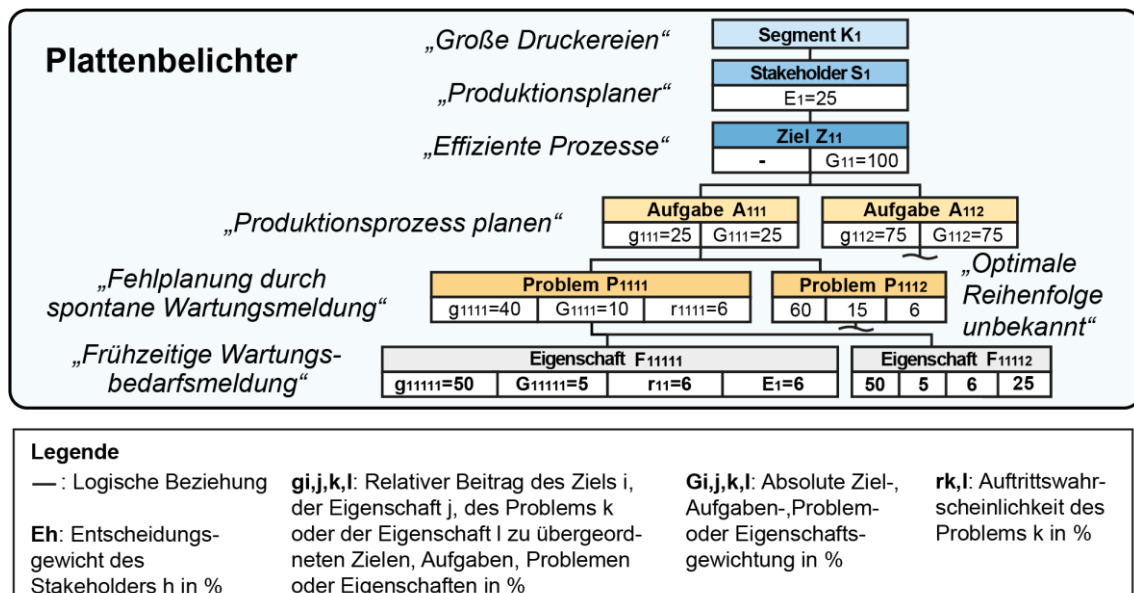 Plattenbelichter
„Große Druckereien“
Segment K1
„Produktionsplaner“
Stakeholder S1
E1=25
„Effiziente Prozesse“
Ziel Z11
- G11=100
„Produktionsprozess planen“
Aufgabe A111
g111=25 G111=25
Aufgabe A112
g112=75 G112=75
„Fehlplanung durch
spontane Wartungsmeldung“
Problem P1111
g1111=40 G1111=10 r1111=6
Problem P1112
60 15 6
„Optimale
Reihenfolge
unbekannt“
„Frühzeitige Wartungs-
bedarfsmeldung“
Eigenschaft F11111
g11111=50 G11111=5 r11=6 E1=6
Eigenschaft F11112
50 5 6 25
Legende
— : Logische Beziehung
Eh: Entscheidungs-
gewicht des
Stakeholders h in %
gi,j,k,l: Relativer Beitrag des Ziels i,
der Eigenschaft j, des Problems k
oder der Eigenschaft l zu übergeord-
neten Zielen, Aufgaben, Problemen
oder Eigenschaften in %
Gi,j,k,l: Absolute Ziel-,
Aufgaben-,Problem-
oder Eigenschafts-
gewichtung in %
rk,l: Auftrittswahr-
scheinlichkeit des
Problems k in %